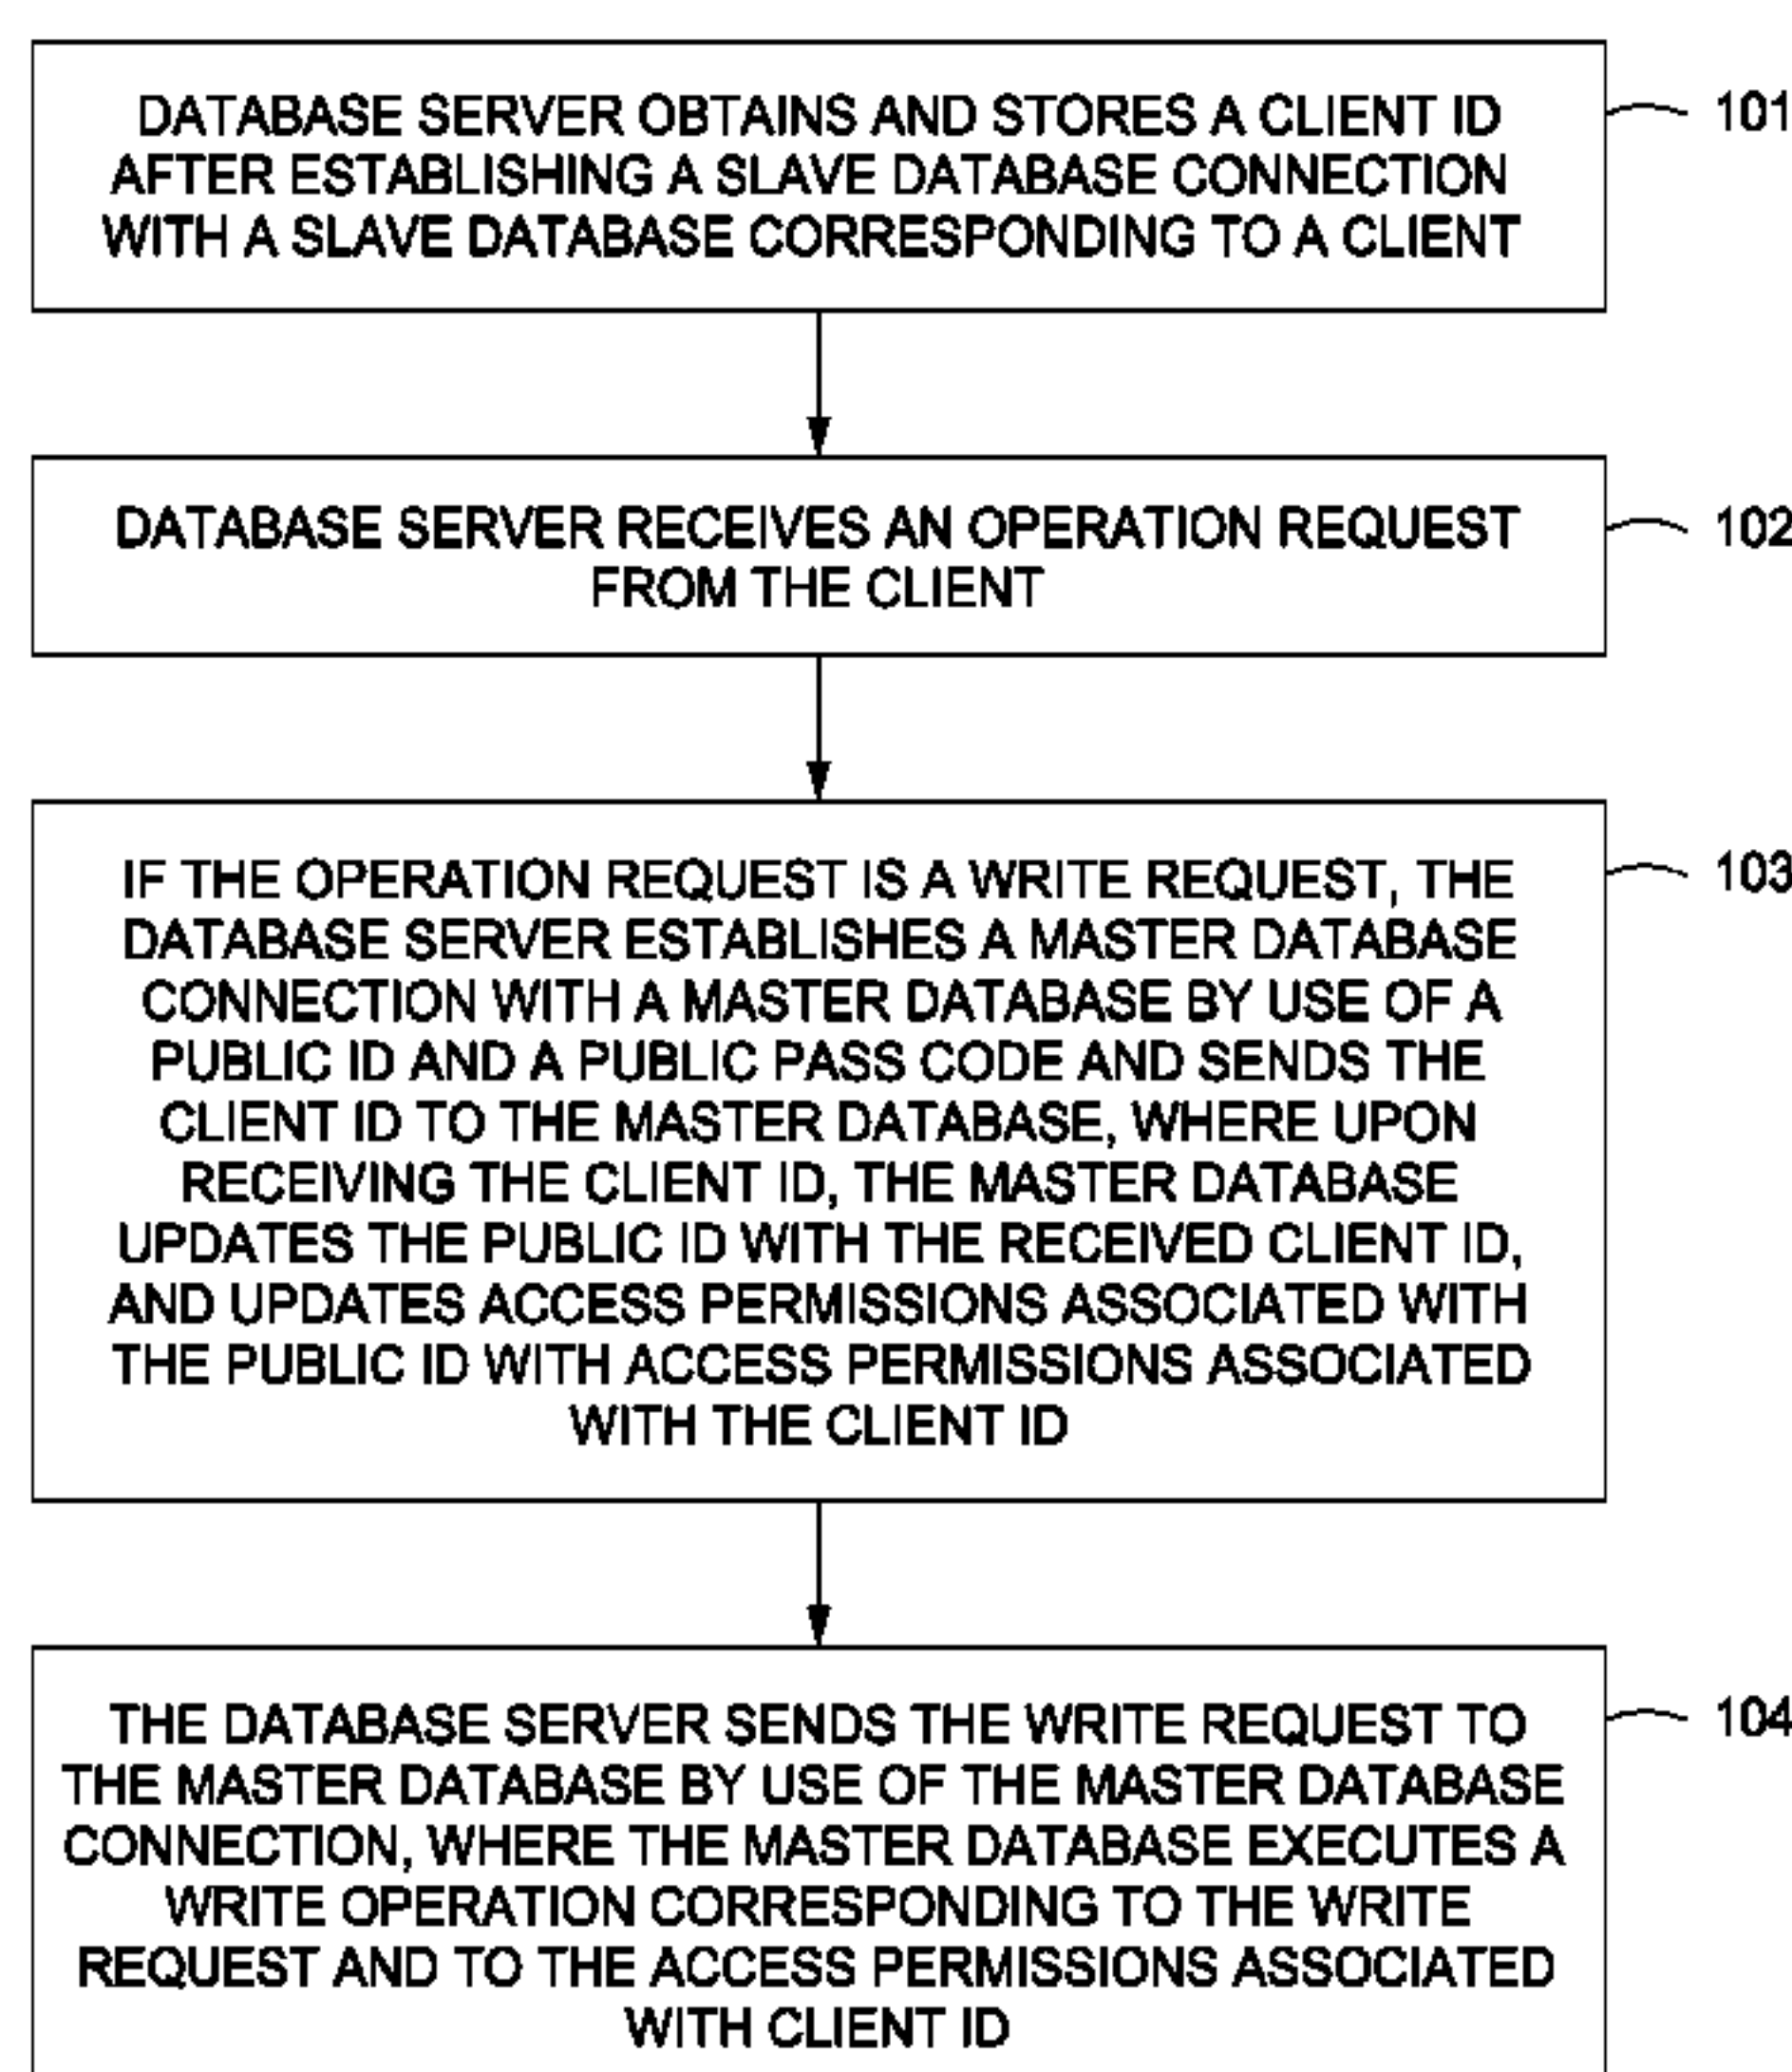 DATABASE SERVER OBTAINS AND STORES A CLIENT ID
AFTER ESTABLISHING A SLAVE DATABASE CONNECTION
WITH A SLAVE DATABASE CORRESPONDING TO A CLIENT
101
DATABASE SERVER RECEIVES AN OPERATION REQUEST
FROM THE CLIENT
102
IF THE OPERATION REQUEST IS A WRITE REQUEST, THE
DATABASE SERVER ESTABLISHES A MASTER DATABASE
CONNECTION WITH A MASTER DATABASE BY USE OF A
PUBLIC ID AND A PUBLIC PASS CODE AND SENDS THE
CLIENT ID TO THE MASTER DATABASE, WHERE UPON
RECEIVING THE CLIENT ID, THE MASTER DATABASE
UPDATES THE PUBLIC ID WITH THE RECEIVED CLIENT ID,
AND UPDATES ACCESS PERMISSIONS ASSOCIATED WITH
THE PUBLIC ID WITH ACCESS PERMISSIONS ASSOCIATED
WITH THE CLIENT ID
103
THE DATABASE SERVER SENDS THE WRITE REQUEST TO
THE MASTER DATABASE BY USE OF THE MASTER DATABASE
CONNECTION, WHERE THE MASTER DATABASE EXECUTES A
WRITE OPERATION CORRESPONDING TO THE WRITE
REQUEST AND TO THE ACCESS PERMISSIONS ASSOCIATED
WITH CLIENT ID
104